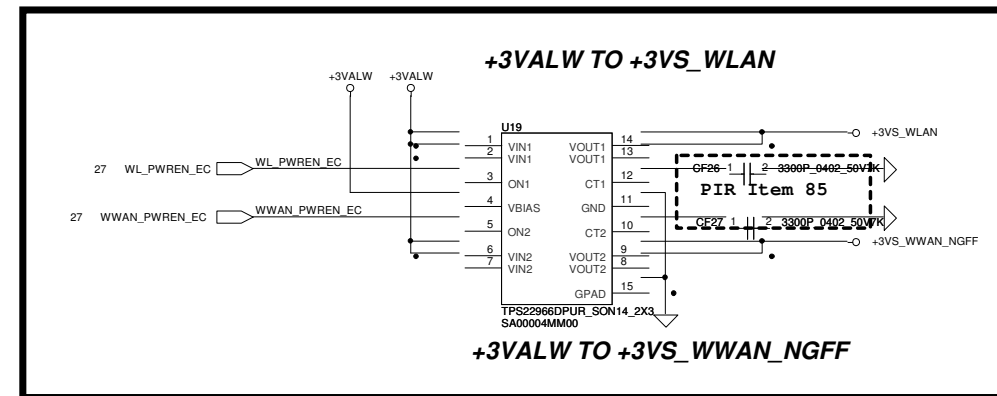 +3VALW TO +3VS_WLAN
+3VALW +3VALW
U19
1 VIN1 VOUT1 14
2 VIN1 VOUT1 13
+3VS_WLAN
27 WL_PWREN_EC WL_PWREN_EC
3 ON1 CT1 12
CF26 1 2 3300P_0402_50V7K
PIR Item 85
4 VBIAS GND 11
27 WWAN_PWREN_EC WWAN_PWREN_EC
5 ON2 CT2 10
CF27 1 2 3300P_0402_50V7K
6 VIN2 VOUT2 9
7 VIN2 VOUT2 8
+3VS_WWAN_NGFF
GPAD 15
TPS22966DPUR_SON14_2X3
SA00004MM00
+3VALW TO +3VS_WWAN_NGFF